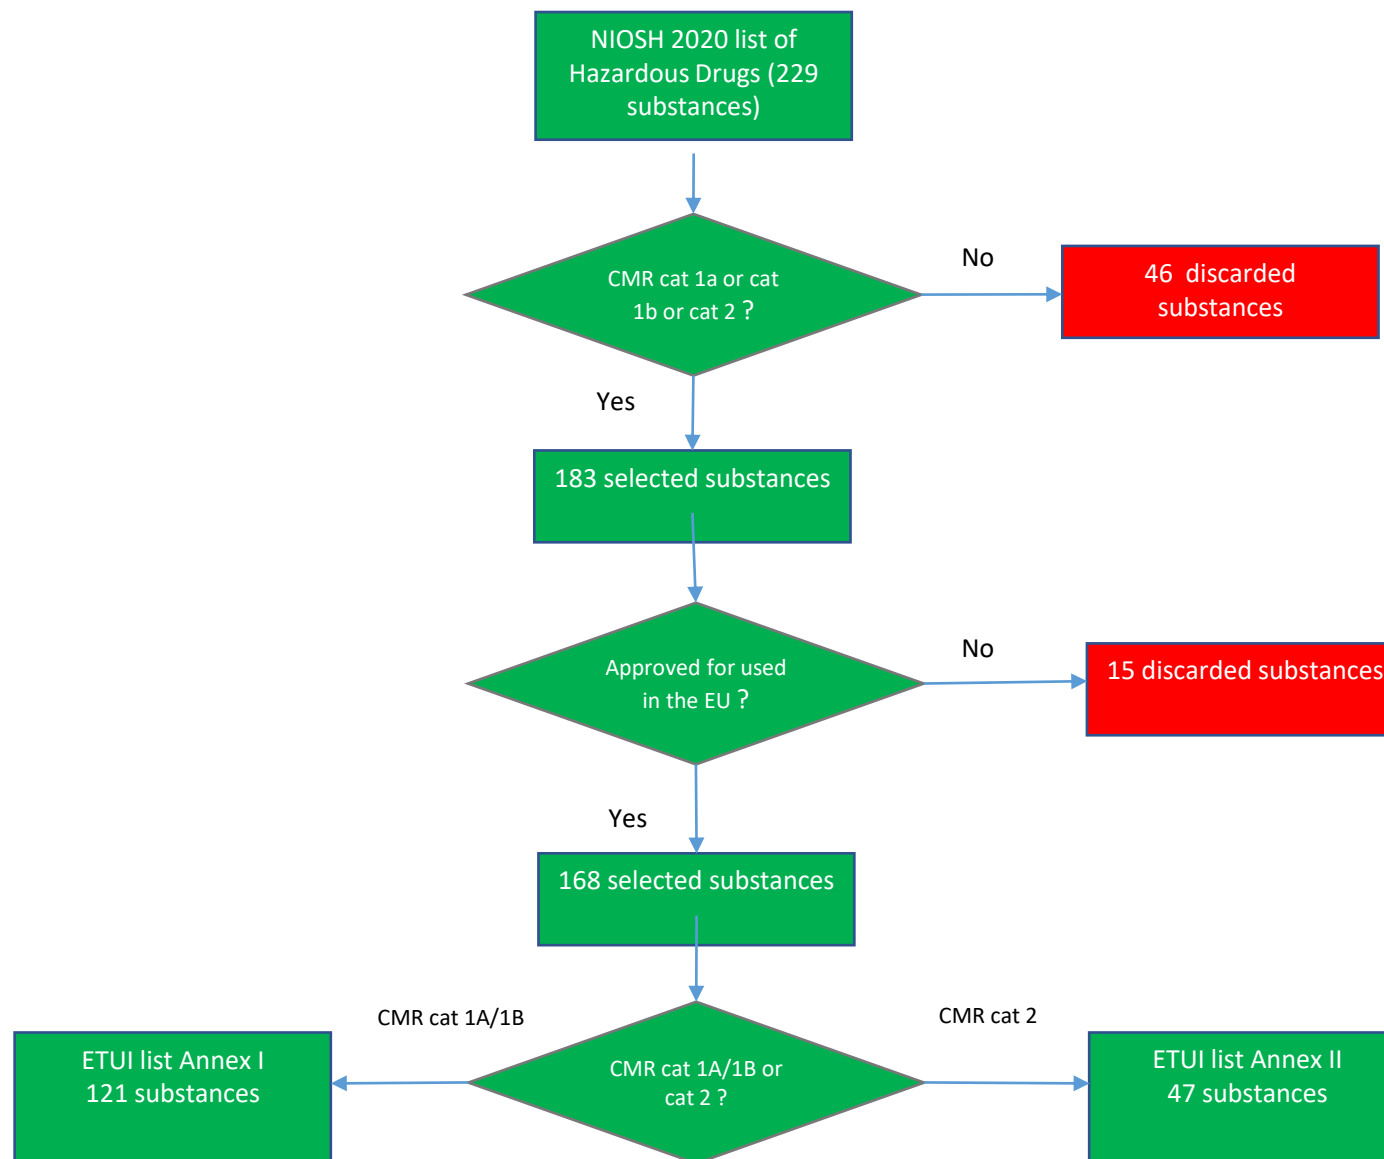 NIOSH 2020 list of
Hazardous Drugs (229
substances)
CMR cat 1a or cat
1b or cat 2 ?
No
46  discarded
substances
Yes
183 selected substances
Approved for used
in the EU ?
No
15 discarded substances
Yes
168 selected substances
CMR cat 1A/1B
CMR cat 2
ETUI list Annex I
121 substances
CMR cat 1A/1B or
cat 2 ?
ETUI list Annex II
47 substances